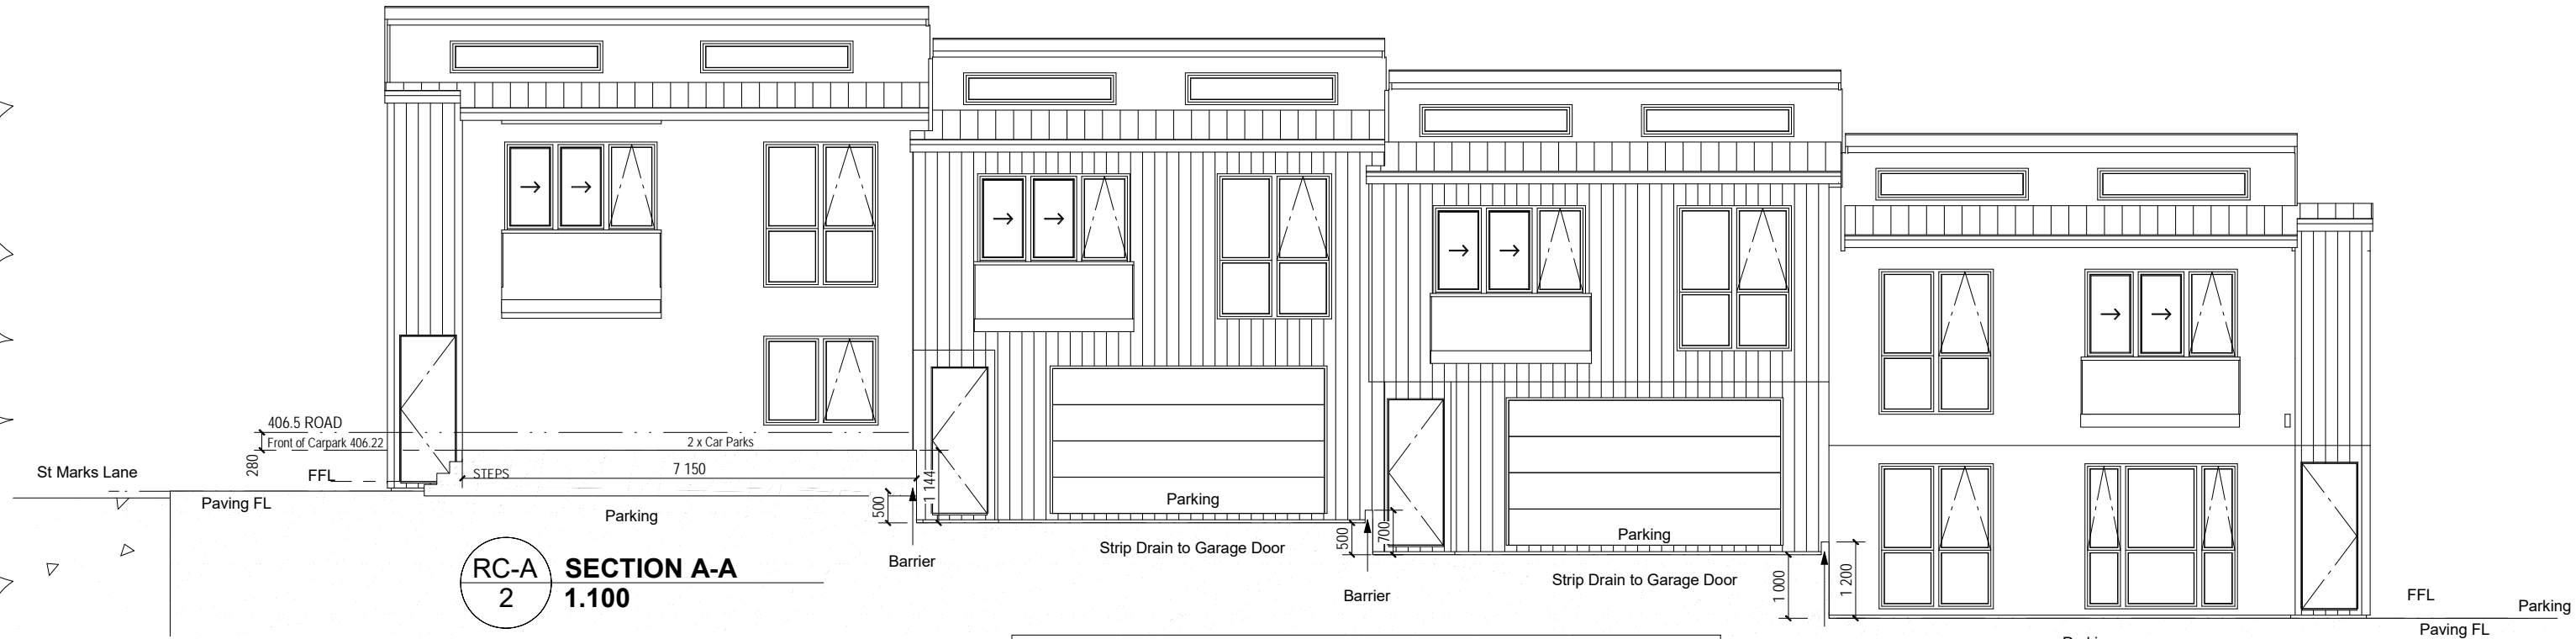 406.5 ROAD
Front of Carpark 406.22
2 x Car Parks
280
St Marks Lane
FFL
STEPS
7 150
1 144
500
Paving FL
Parking
Barrier
Parking
Strip Drain to Garage Door
500
700
Barrier
Parking
Strip Drain to Garage Door
1 000
1 200
FFL
Parking
Paving FL
RC-A
2
SECTION A-A
1.100